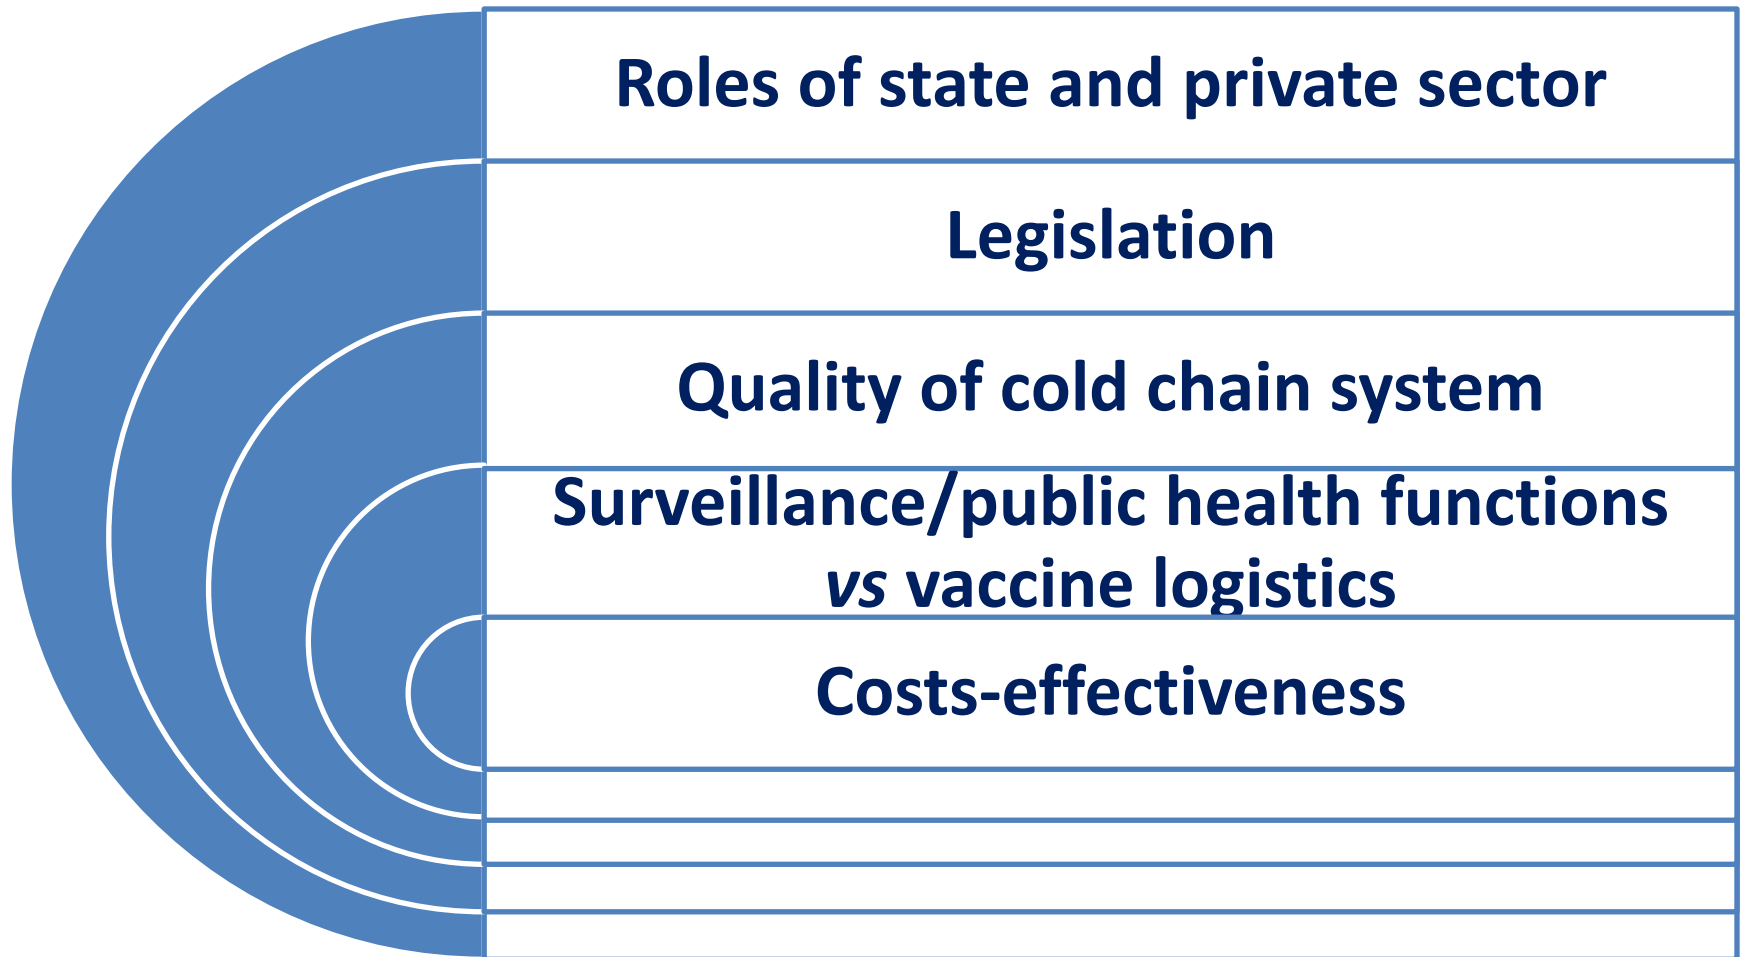 Roles of state and private sector
Legislation
Quality of cold chain system
Surveillance/public health functions
vs vaccine logistics
Costs-effectiveness